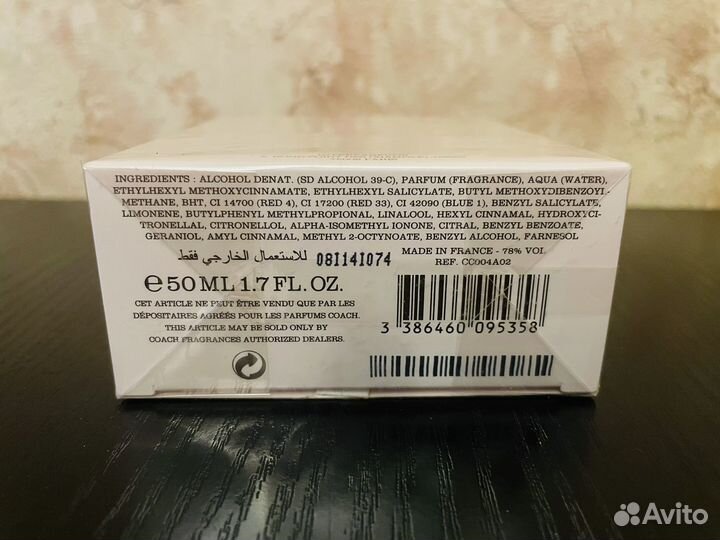 INGREDIENTS : ALCOHOL DENAT. (SD ALCOHOL 39-C), PARFUM (FRAGRANCE), AQUA (WATER),
ETHYLHEXYL METHOXYCINNAMATE, ETHYLHEXYL SALICYLATE, BUTYL METHOXYDIBENZOYL-
METHANE, BHT, CI 14700 (RED 4), CI 17200 (RED 33), CI 42090 (BLUE 1), BENZYL SALICYLATE,
LIMONENE, BUTYLPHENYL METHYLPROPIONAL, LINALOOL, HEXYL CINNAMAL, HYDROXYCI-
TRONELLAL, CITRONELLOL, ALPHA-ISOMETHYL IONONE, CITRAL, BENZYL BENZOATE,
GERANIOL, AMYL CINNAMAL, METHYL 2-OCTYNOATE, BENZYL ALCOHOL, FARNESOL
للاستعمال الخارجي فقط 08I14I074
MADE IN FRANCE - 78% VOL
REF. CC004A02
℮50 ML 1.7 FL.OZ.
CET ARTICLE NE PEUT ÊTRE VENDU QUE PAR LES
DÉPOSITAIRES AGRÉÉS POUR LES PARFUMS COACH.
THIS ARTICLE MAY BE SOLD ONLY BY
COACH FRAGRANCES AUTHORIZED DEALERS.
3 386460 095358
Avito